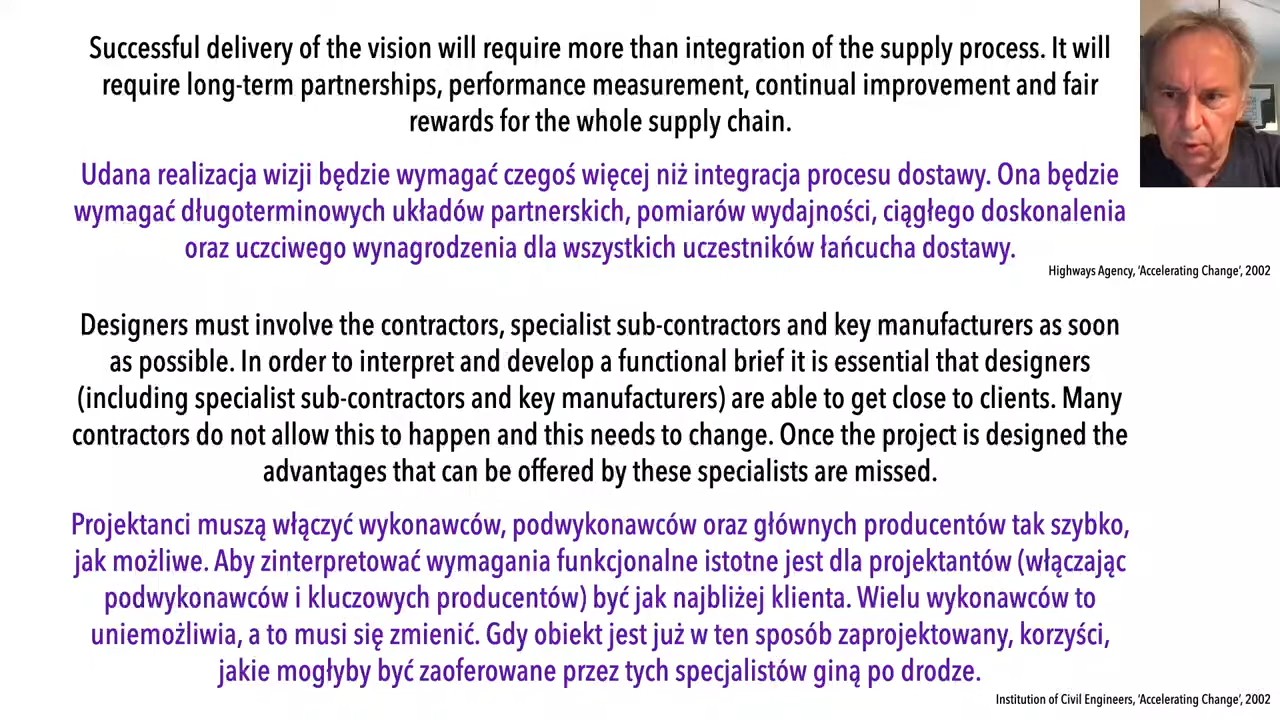 Successful delivery of the vision will require more than integration of the supply process. It will
require long-term partnerships, performance measurement, continual improvement and fair
rewards for the whole supply chain.
Udana realizacja wizji będzie wymagać czegoś więcej niż integracja procesu dostawy. Ona będzie
wymagać długoterminowych układów partnerskich, pomiarów wydajności, ciągłego doskonalenia
oraz uczciwego wynagrodzenia dla wszystkich uczestników łańcucha dostawy.
Highways Agency, ‘Accelerating Change’, 2002
Designers must involve the contractors, specialist sub-contractors and key manufacturers as soon
as possible. In order to interpret and develop a functional brief it is essential that designers
(including specialist sub-contractors and key manufacturers) are able to get close to clients. Many
contractors do not allow this to happen and this needs to change. Once the project is designed the
advantages that can be offered by these specialists are missed.
Projektanci muszą włączyć wykonawców, podwykonawców oraz głównych producentów tak szybko,
jak możliwe. Aby zinterpretować wymagania funkcjonalne istotne jest dla projektantów (włączając
podwykonawców i kluczowych producentów) być jak najbliżej klienta. Wielu wykonawców to
uniemożliwia, a to musi się zmienić. Gdy obiekt jest już w ten sposób zaprojektowany, korzyści,
jakie mogłyby być zaoferowane przez tych specjalistów giną po drodze.
Institution of Civil Engineers, ‘Accelerating Change’, 2002